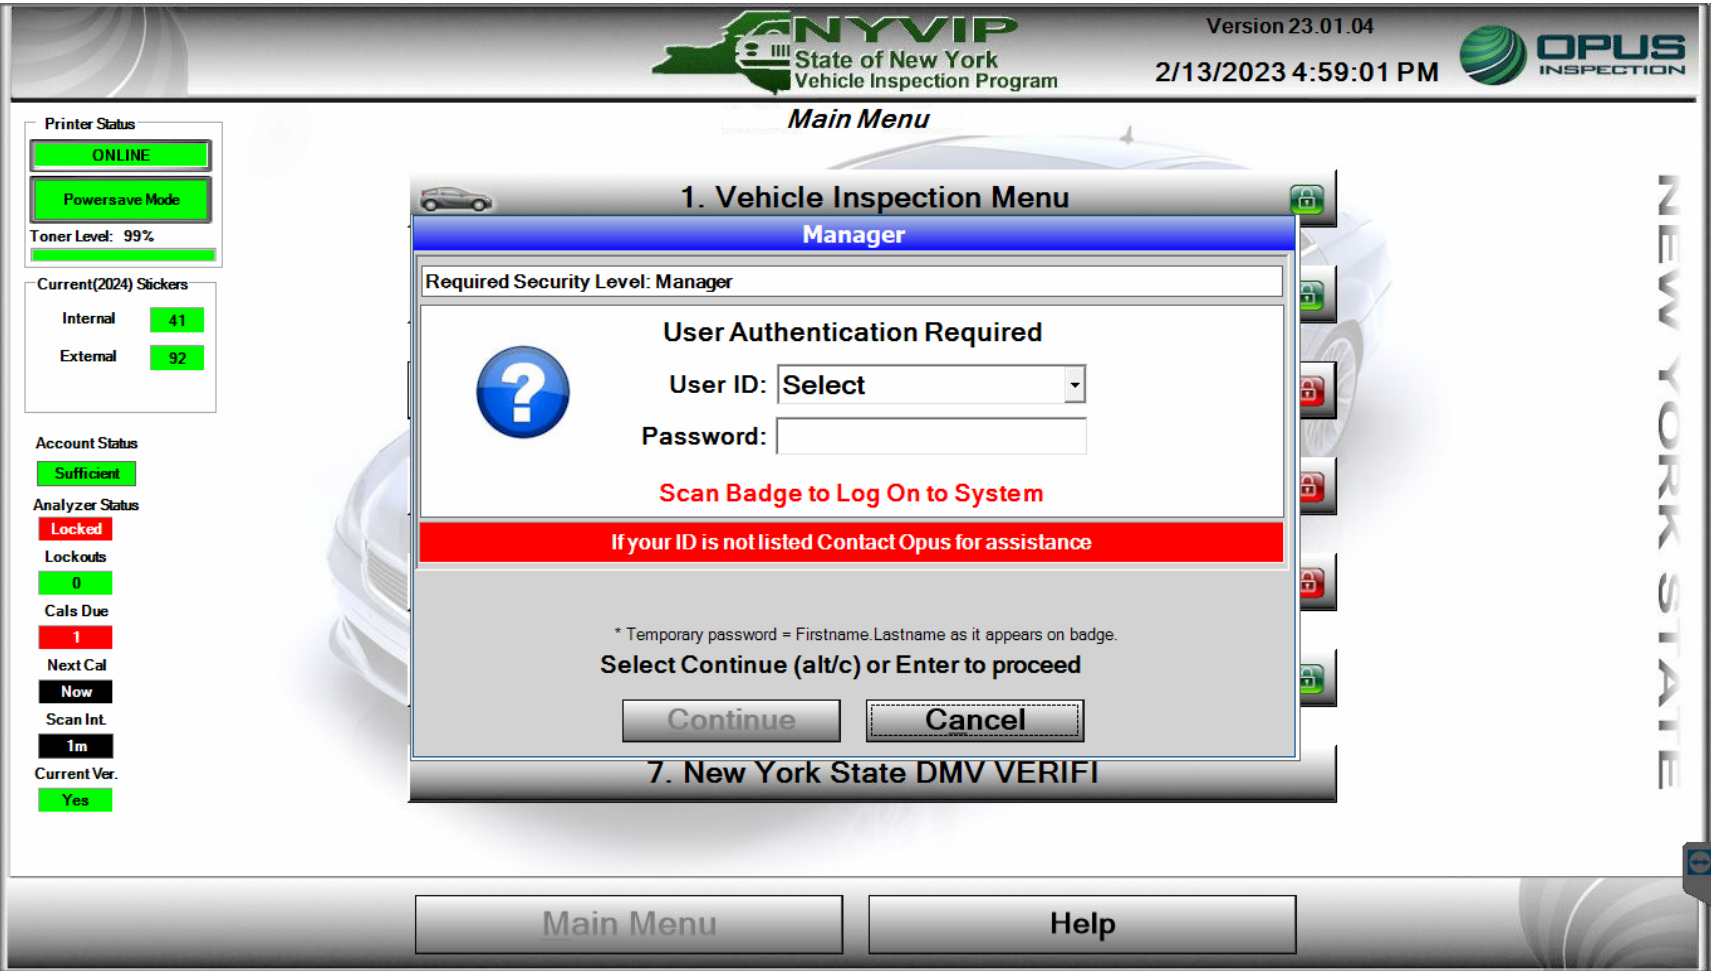 NYVIP
State of New York
Vehicle Inspection Program
Version 23.01.04
2/13/2023 4:59:01 PM
OPUS
INSPECTION
Main Menu
Printer Status
ONLINE
Powersave Mode
Toner Level: 99%
Current(2024) Stickers
Internal 41
External 92
Account Status
Sufficient
Analyzer Status
Locked
Lockouts
0
Cals Due
1
Next Cal
Now
Scan Int.
1m
Current Ver.
Yes
1. Vehicle Inspection Menu
Manager
Required Security Level: Manager
User Authentication Required
User ID: Select
Password:
Scan Badge to Log On to System
If your ID is not listed Contact Opus for assistance
* Temporary password = Firstname.Lastname as it appears on badge.
Select Continue (alt/c) or Enter to proceed
Continue Cancel
7. New York State DMV VERIFI
NEW YORK STATE
Main Menu Help